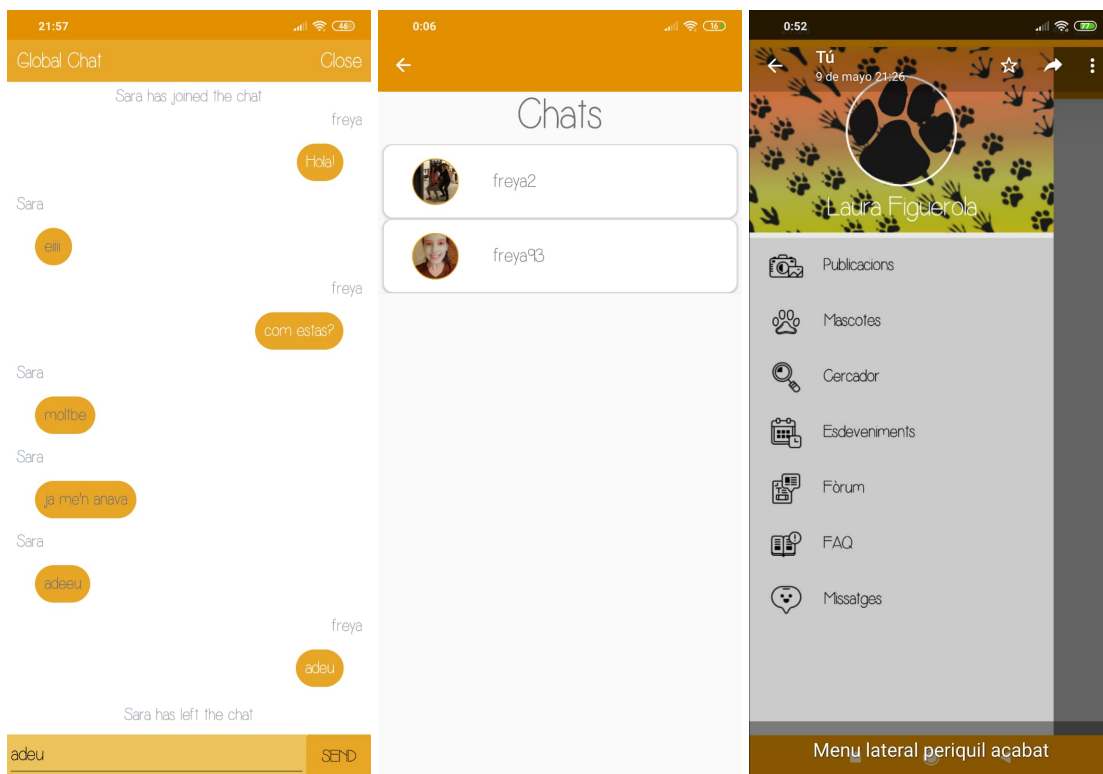 21:57
46
Global Chat
Close
Sara has joined the chat
freya
Hola!
Sara
eiiii
freya
com estas?
Sara
moltbe
Sara
ja me'n anava
Sara
adeeu
freya
adeu
Sara has left the chat
adeu
SEND
0:06
16
Chats
freya2
freya93
0:52
77
Tú
9 de mayo 21:26
Laura Figuerola
Publicacions
Mascotes
Cercador
Esdeveniments
Fòrum
FAQ
Missatges
Menu lateral periquil acabat